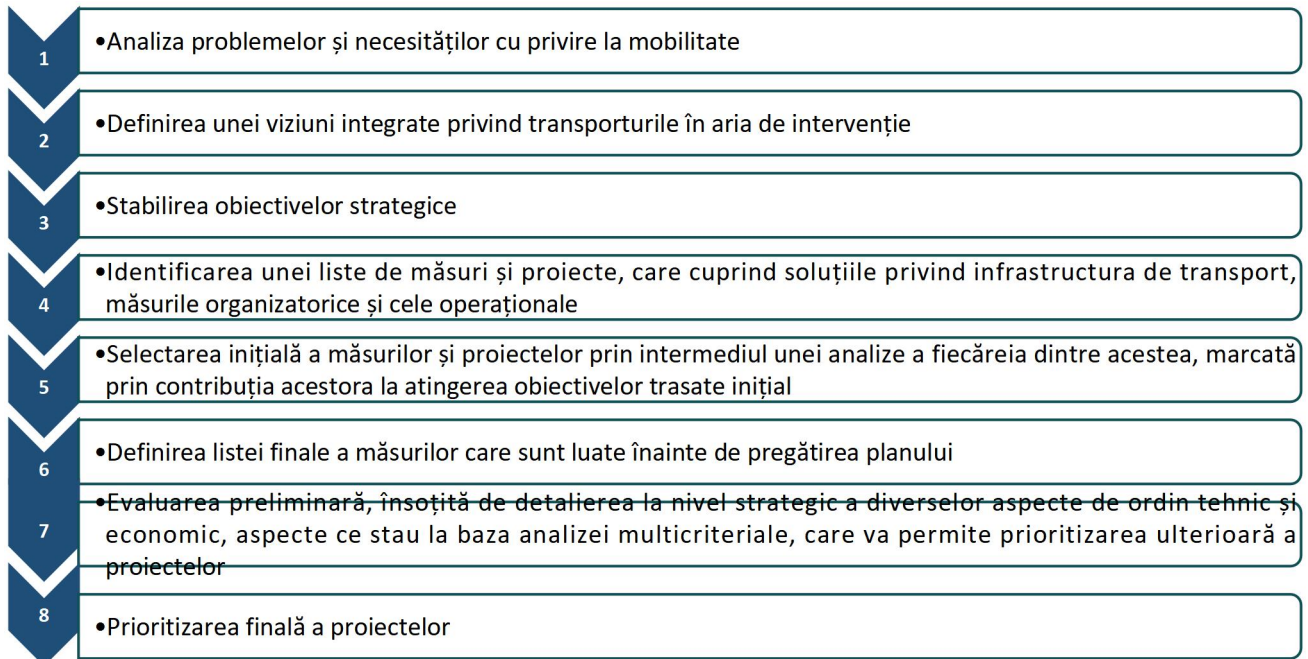 1
•Analiza problemelor și necesităților cu privire la mobilitate
2
•Definirea unei viziuni integrate privind transporturile în aria de intervenție
3
•Stabilirea obiectivelor strategice
4
•Identificarea unei liste de măsuri și proiecte, care cuprind soluțiile privind infrastructura de transport,
măsurile organizatorice și cele operaționale
5
•Selectarea inițială a măsurilor și proiectelor prin intermediul unei analize a fiecăreia dintre acestea, marcată
prin contribuția acestora la atingerea obiectivelor trasate inițial
6
•Definirea listei finale a măsurilor care sunt luate înainte de pregătirea planului
7
•Evaluarea preliminară, însoțită de detalierea la nivel strategic a diverselor aspecte de ordin tehnic și
economic, aspecte ce stau la baza analizei multicriteriale, care va permite prioritizarea ulterioară a
proiectelor
8
•Prioritizarea finală a proiectelor